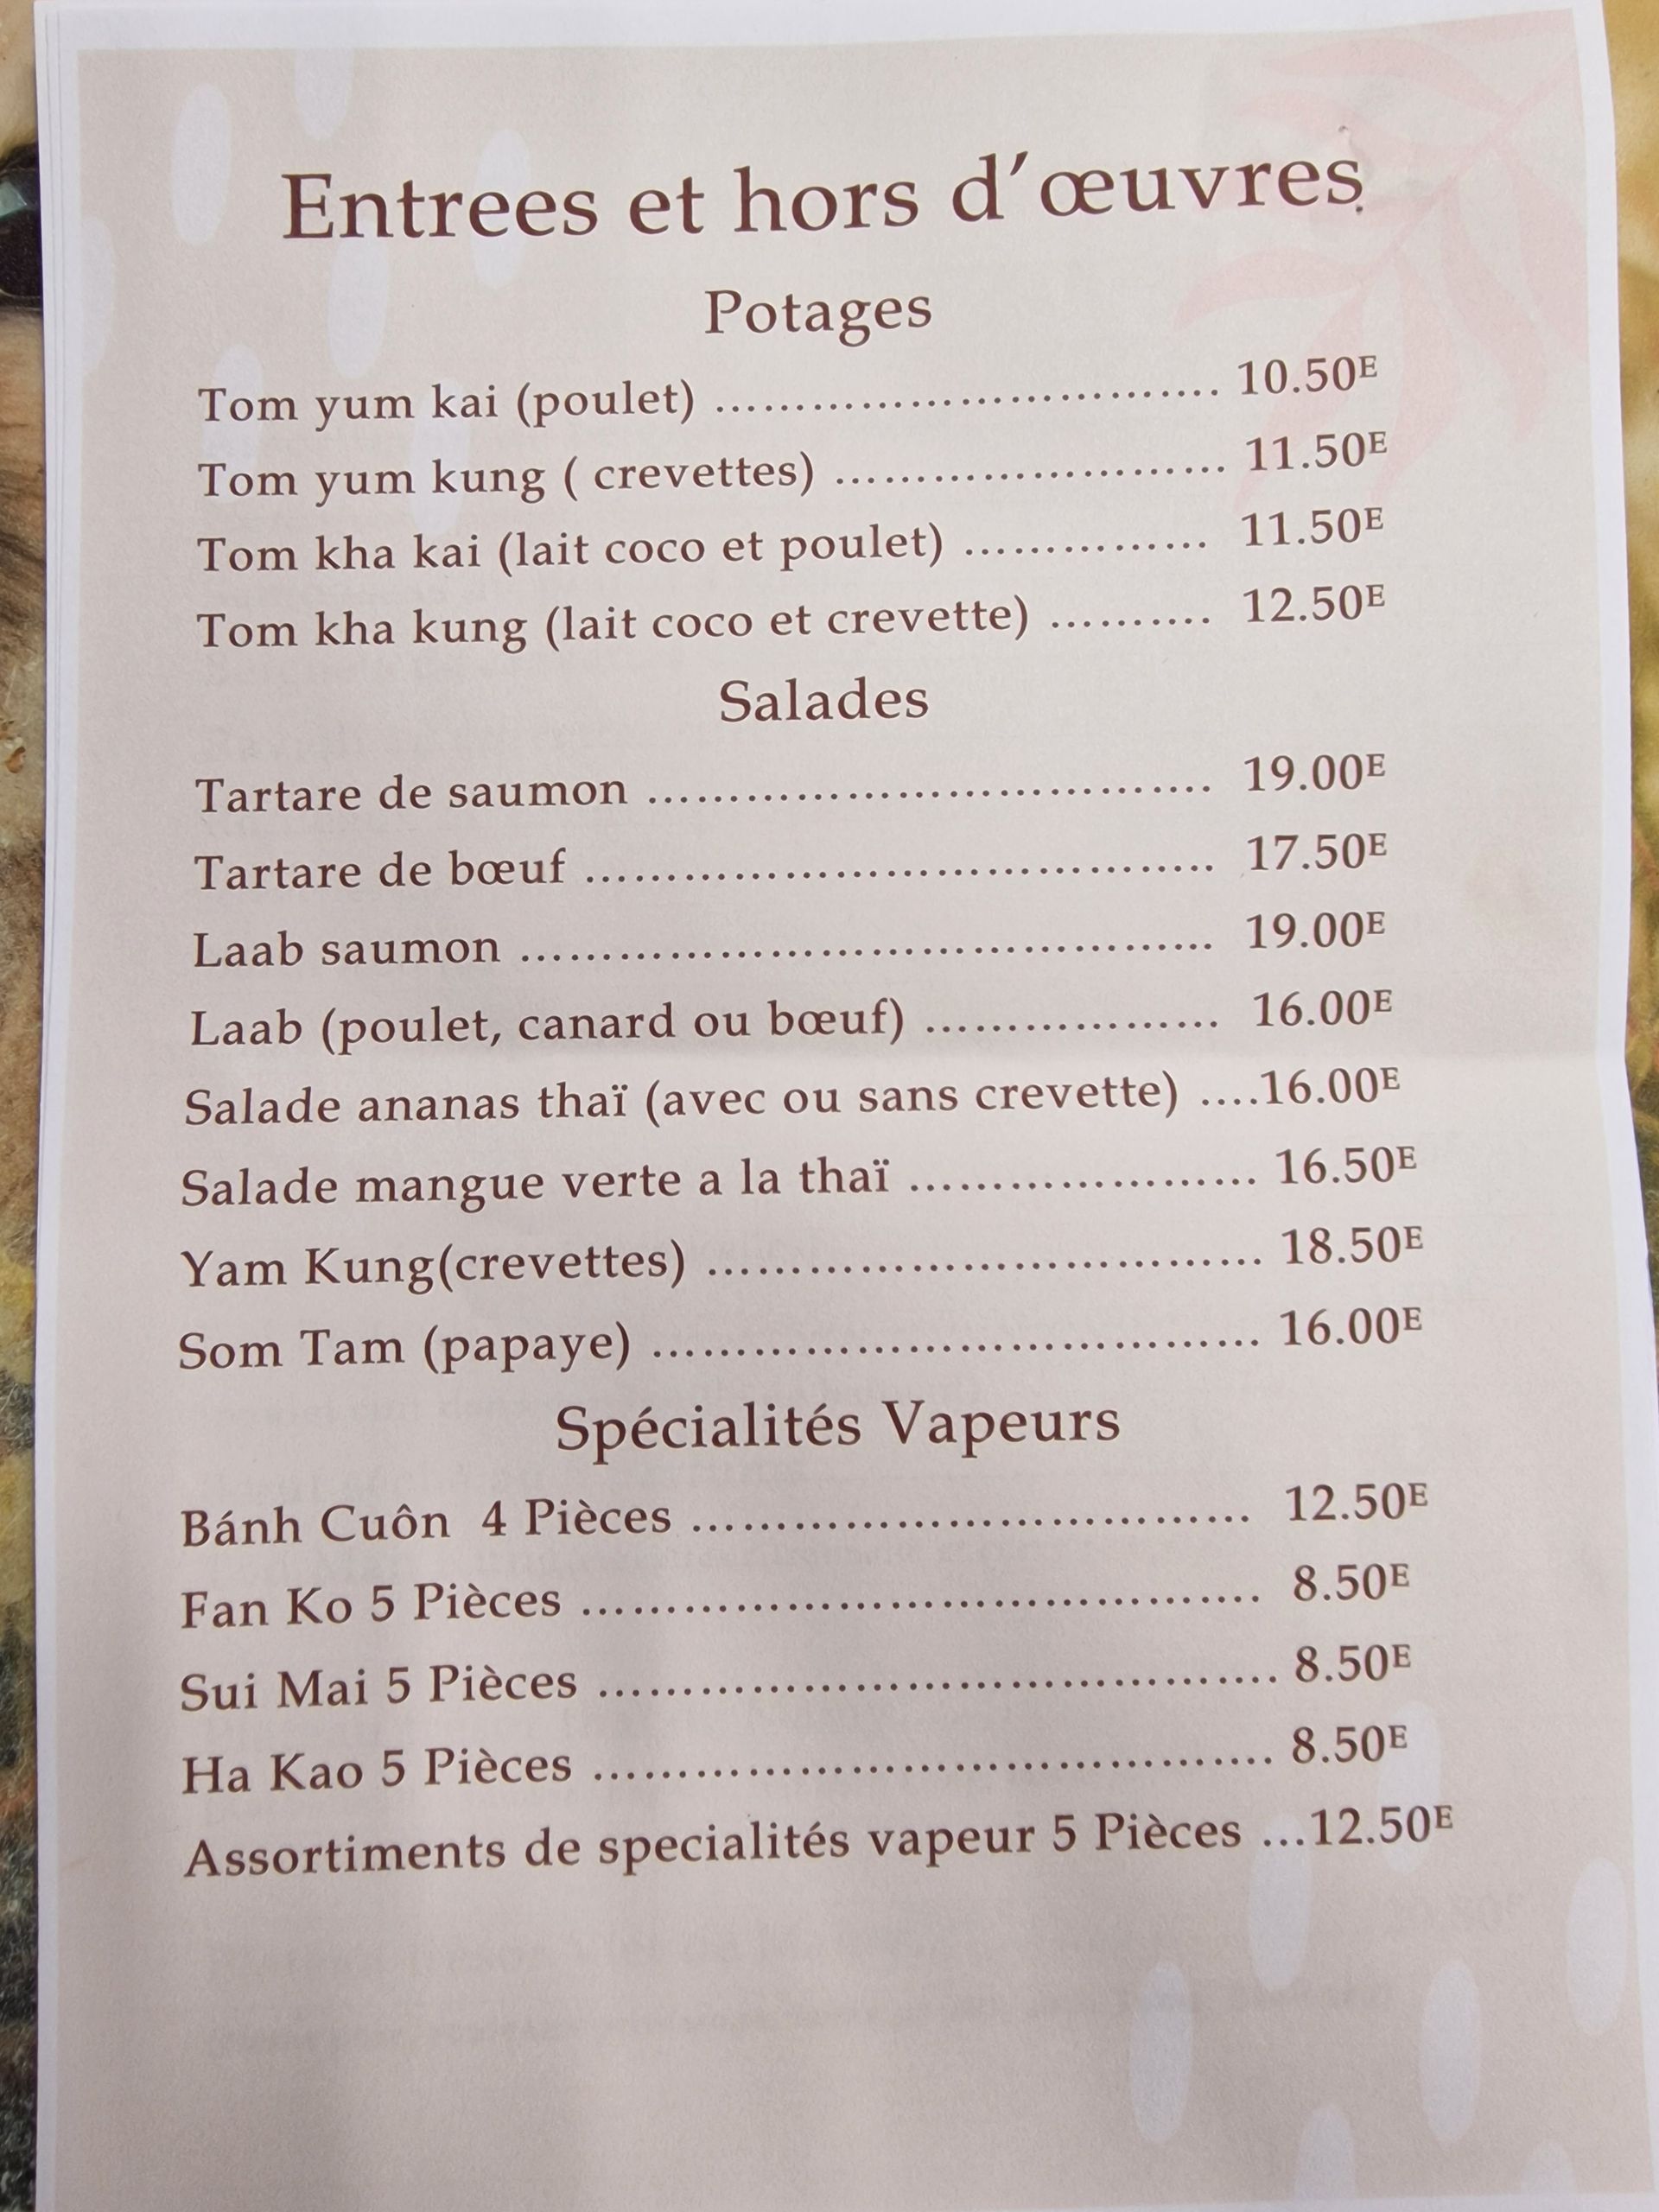 Entrees et hors d’œuvres
Potages
Tom yum kai (poulet) ................................ 10.50E
Tom yum kung ( crevettes) ......................... 11.50E
Tom kha kai (lait coco et poulet) ............... 11.50E
Tom kha kung (lait coco et crevette) .......... 12.50E
Salades
Tartare de saumon .................................... 19.00E
Tartare de bœuf ........................................ 17.50E
Laab saumon ............................................ 19.00E
Laab (poulet, canard ou bœuf) ................... 16.00E
Salade ananas thaï (avec ou sans crevette) ....16.00E
Salade mangue verte a la thaï ...................... 16.50E
Yam Kung(crevettes) ................................... 18.50E
Som Tam (papaye) ...................................... 16.00E
Spécialités Vapeurs
Bánh Cuôn 4 Pièces ................................... 12.50E
Fan Ko 5 Pièces .......................................... 8.50E
Sui Mai 5 Pièces .......................................... 8.50E
Ha Kao 5 Pièces .......................................... 8.50E
Assortiments de specialités vapeur 5 Pièces ...12.50E